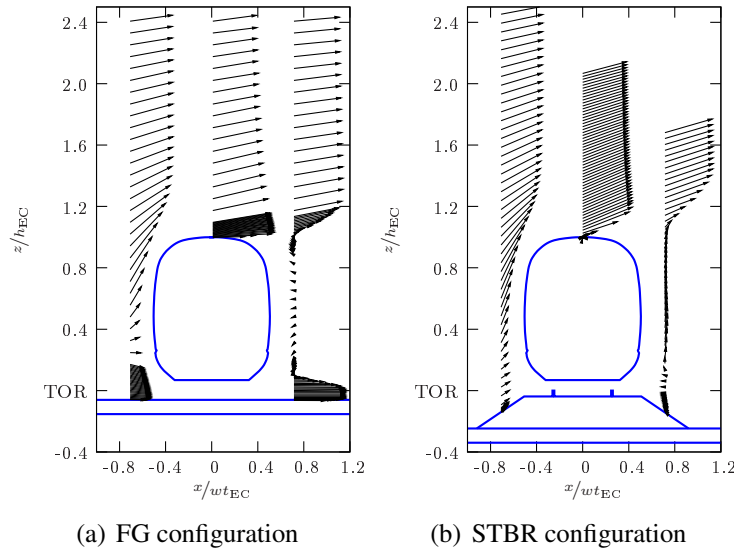 2.4
2.0
1.6
1.2
0.8
0.4
TOR
-0.4
z/hEC
-0.8 -0.4 0 0.4 0.8 1.2
x/wtEC
(a) FG configuration
2.4
2.0
1.6
1.2
0.8
0.4
TOR
-0.4
z/hEC
-0.8 -0.4 0 0.4 0.8 1.2
x/wtEC
(b) STBR configuration